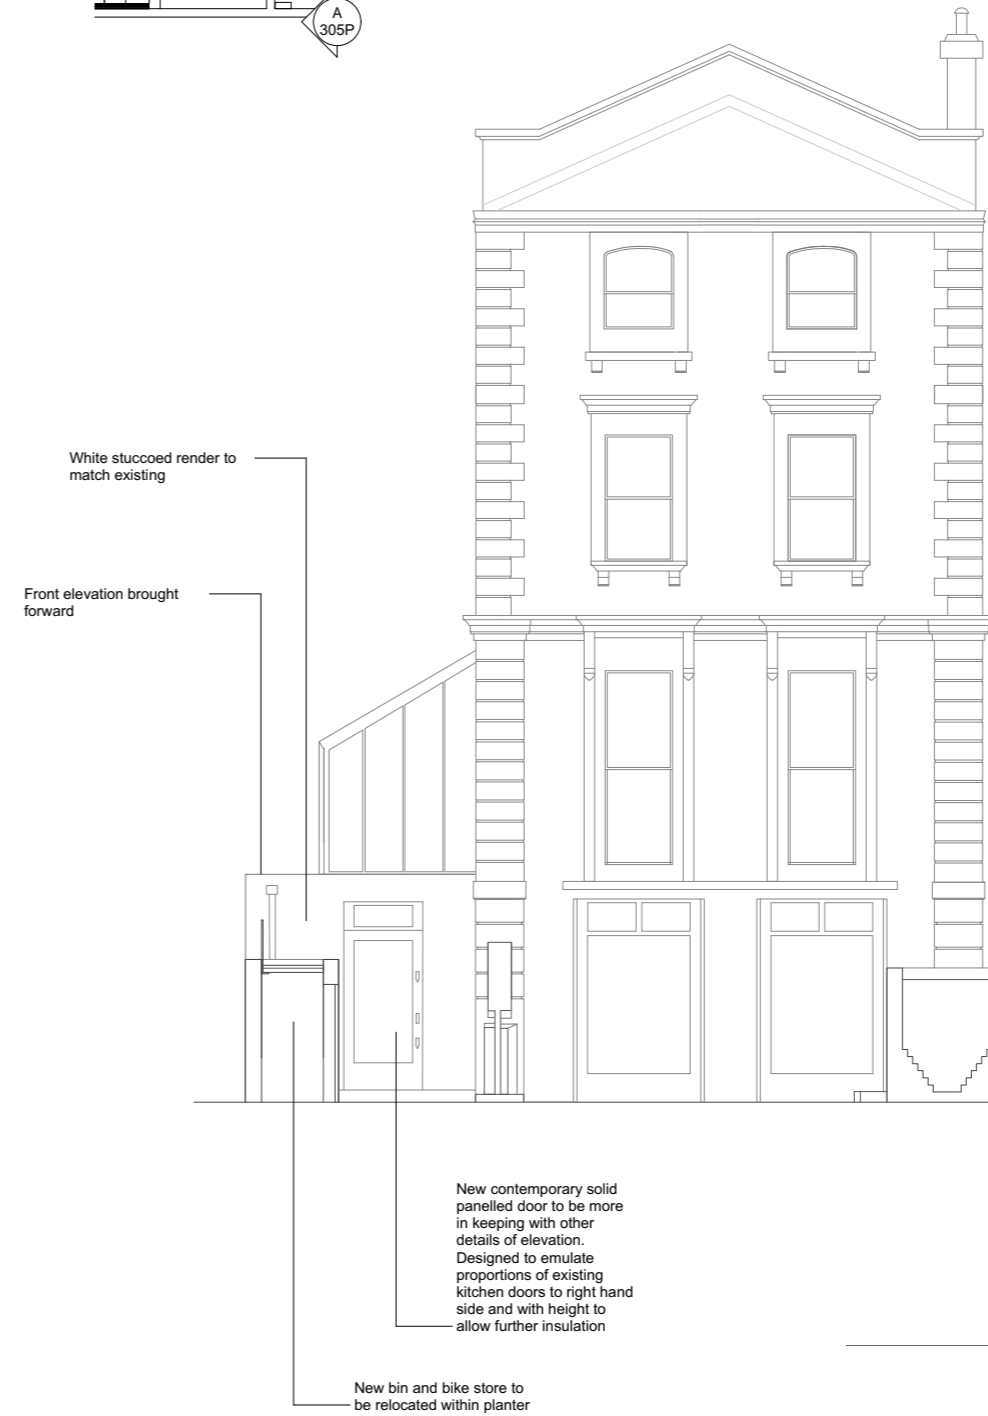 A
305P
White stuccoed render to
match existing
Front elevation brought
forward
New contemporary solid
panelled door to be more
in keeping with other
details of elevation.
Designed to emulate
proportions of existing
kitchen doors to right hand
side and with height to
allow further insulation
New bin and bike store to
be relocated within planter